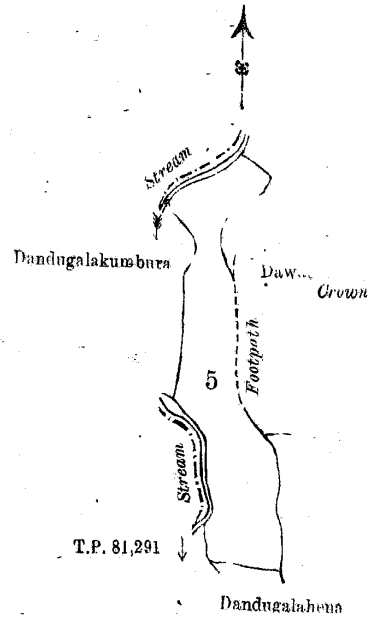 Stream
Dandugalakumbura
Crown
Footpath
5
Stream
T.P. 81,291
Dandugalahena